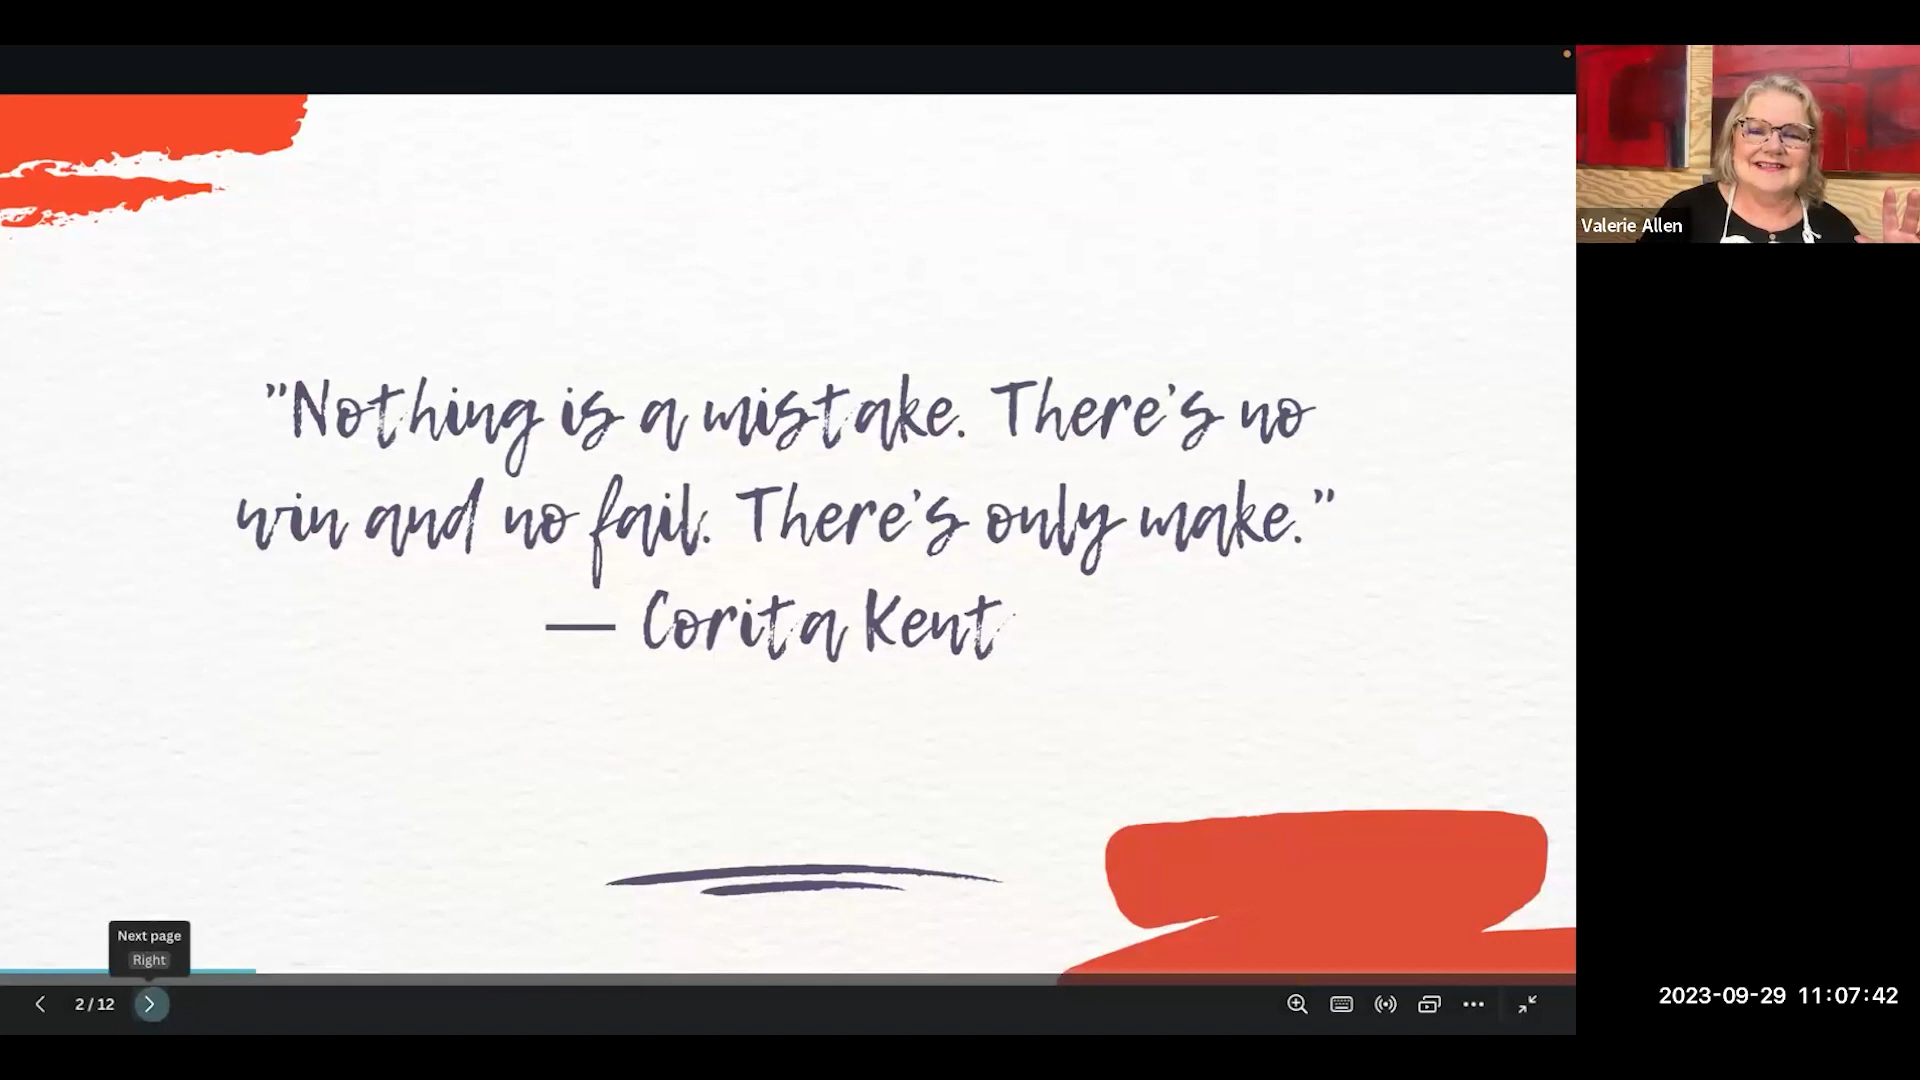 Valerie Allen
"Nothing is a mistake. There's no
win and no fail. There's only make."
— Corita Kent
Next page
Right
2 / 12
2023-09-29 11:07:42